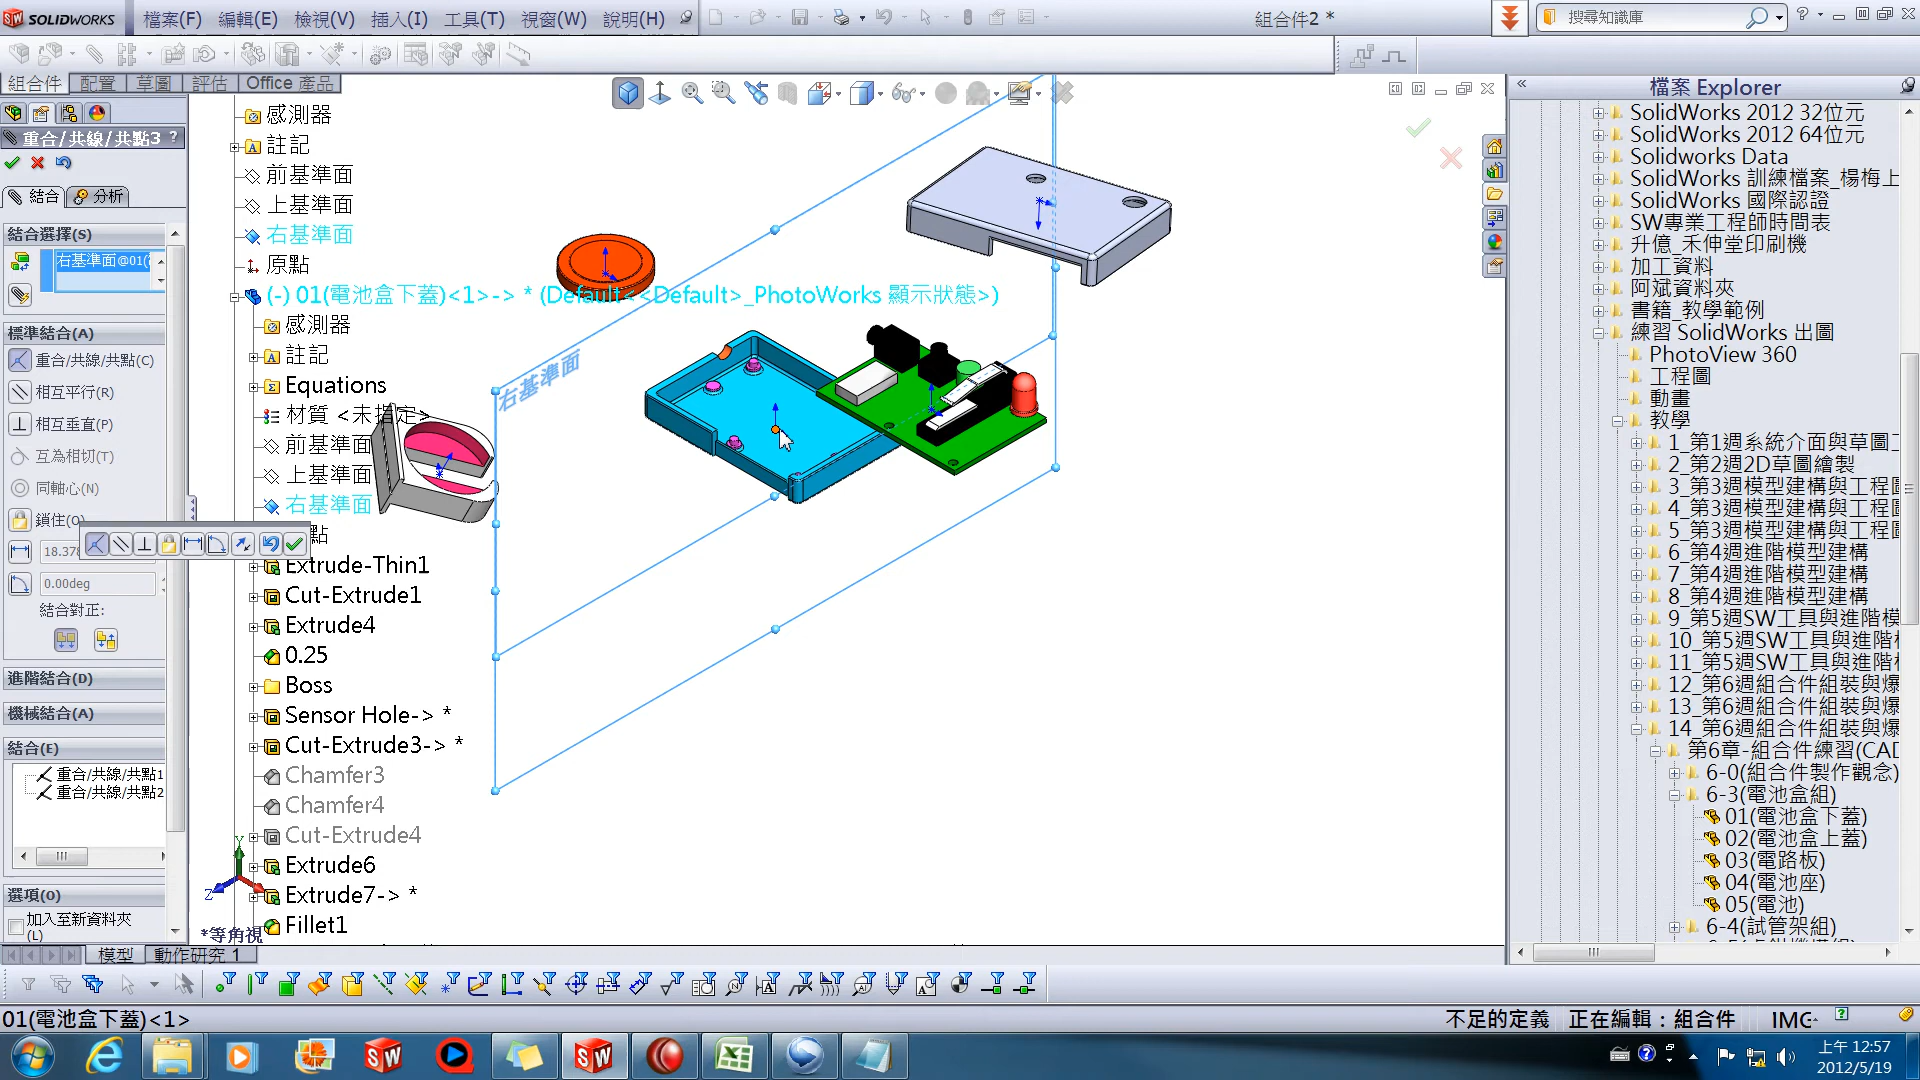 SOLIDWORKS
檔案(F) 編輯(E) 檢視(V) 插入(I) 工具(T) 視窗(W) 說明(H)
組合件2 *
搜尋知識庫
組合件 配置 草圖 評估 Office 產品
重合/共線/共點3 ?
結合 分析
結合選擇(S)
右基準面@01(
標準結合(A)
重合/共線/共點(C)
相互平行(R)
相互垂直(P)
互為相切(T)
同軸心(N)
鎖住(O)
18.378
0.00deg
結合對正:
進階結合(D)
機械結合(A)
結合(E)
重合/共線/共點1
重合/共線/共點2
選項(O)
加入至新資料夾
(L)
感測器
註記
前基準面
上基準面
右基準面
原點
(-) 01(電池盒下蓋)<1>-> * (Default<<Default>_PhotoWorks 顯示狀態>)
感測器
註記
Equations
材質 <未指定>
前基準面
上基準面
右基準面
點
Extrude-Thin1
Cut-Extrude1
Extrude4
0.25
Boss
Sensor Hole-> *
Cut-Extrude3-> *
Chamfer3
Chamfer4
Cut-Extrude4
Extrude6
Extrude7-> *
Fillet1
右基準面
Y
Z
*等角視
模型 動作研究 1
檔案 Explorer
SolidWorks 2012 32位元
SolidWorks 2012 64位元
Solidworks Data
SolidWorks 訓練檔案_楊梅上
SolidWorks 國際認證
SW專業工程師時間表
升億_禾伸堂印刷機
加工資料
阿斌資料夾
書籍_教學範例
練習 SolidWorks 出圖
PhotoView 360
工程圖
動畫
教學
1_第1週系統介面與草圖工
2_第2週2D草圖繪製
3_第3週模型建構與工程圖
4_第3週模型建構與工程圖
5_第3週模型建構與工程圖
6_第4週進階模型建構
7_第4週進階模型建構
8_第4週進階模型建構
9_第5週SW工具與進階模
10_第5週SW工具與進階模
11_第5週SW工具與進階模
12_第6週組合件組裝與爆
13_第6週組合件組裝與爆
14_第6週組合件組裝與爆
第6章-組合件練習(CAD
6-0(組合件製作觀念)
6-3(電池盒組)
01(電池盒下蓋)
02(電池盒上蓋)
03(電路板)
04(電池座)
05(電池)
6-4(試管架組)
01(電池盒下蓋)<1>
不足的定義 正在編輯：組合件 IMG
上午 12:57
2012/5/19